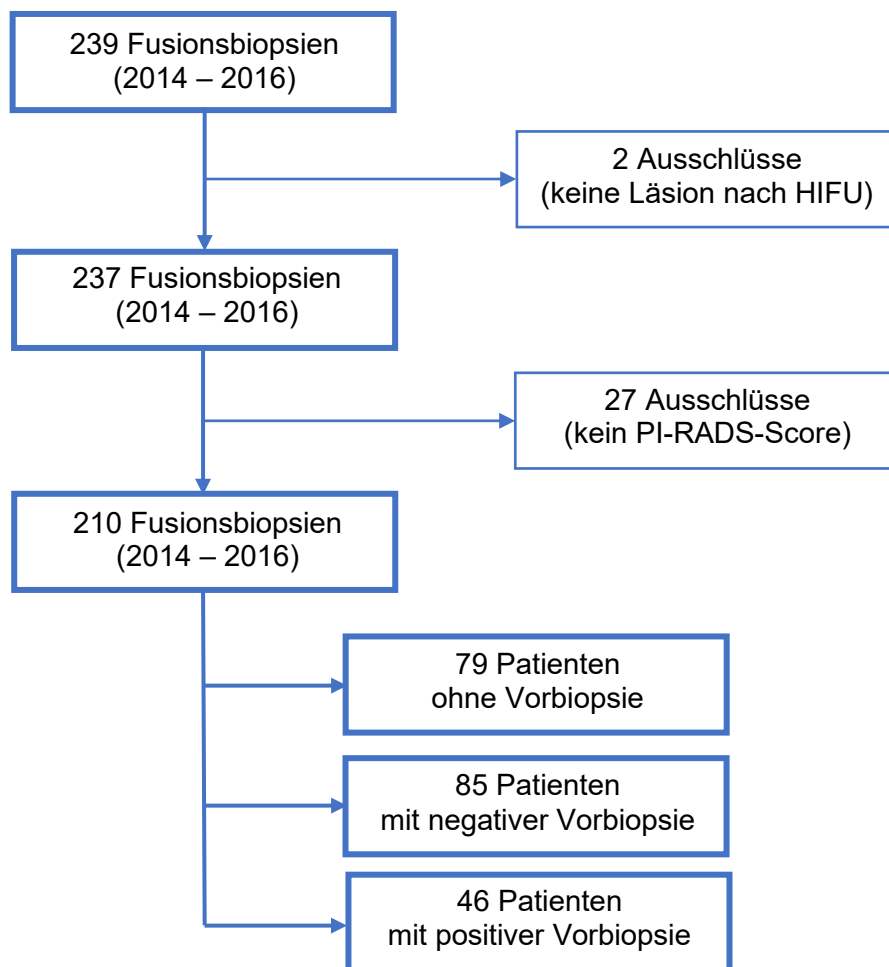 239 Fusionsbiopsien
(2014 – 2016)
2 Ausschlüsse
(keine Läsion nach HIFU)
237 Fusionsbiopsien
(2014 – 2016)
27 Ausschlüsse
(kein PI-RADS-Score)
210 Fusionsbiopsien
(2014 – 2016)
79 Patienten
ohne Vorbiopsie
85 Patienten
mit negativer Vorbiopsie
46 Patienten
mit positiver Vorbiopsie